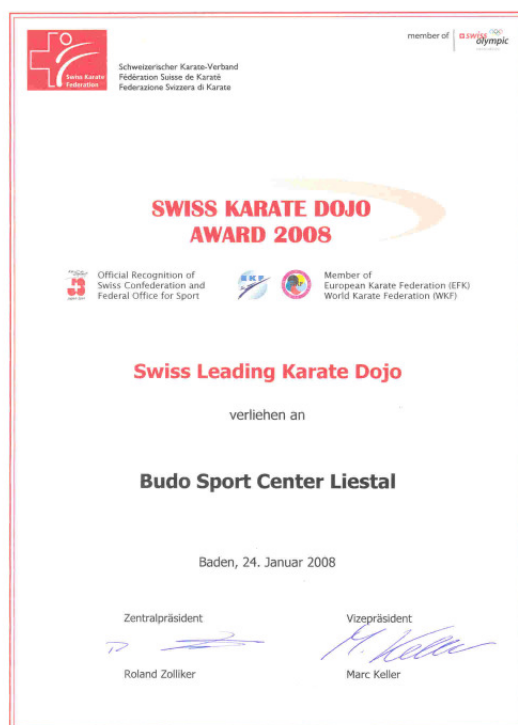 member of swiss olympic
Swiss Karate
Federation
Schweizerischer Karate-Verband
Fédération Suisse de Karaté
Federazione Svizzera di Karate
SWISS KARATE DOJO
AWARD 2008
Official Recognition of
Swiss Confederation and
Federal Office for Sport
EKF
Member of
European Karate Federation (EFK)
World Karate Federation (WKF)
Swiss Leading Karate Dojo
verliehen an
Budo Sport Center Liestal
Baden, 24. Januar 2008
Zentralpräsident
Vizepräsident
M. Keller
Roland Zolliker
Marc Keller